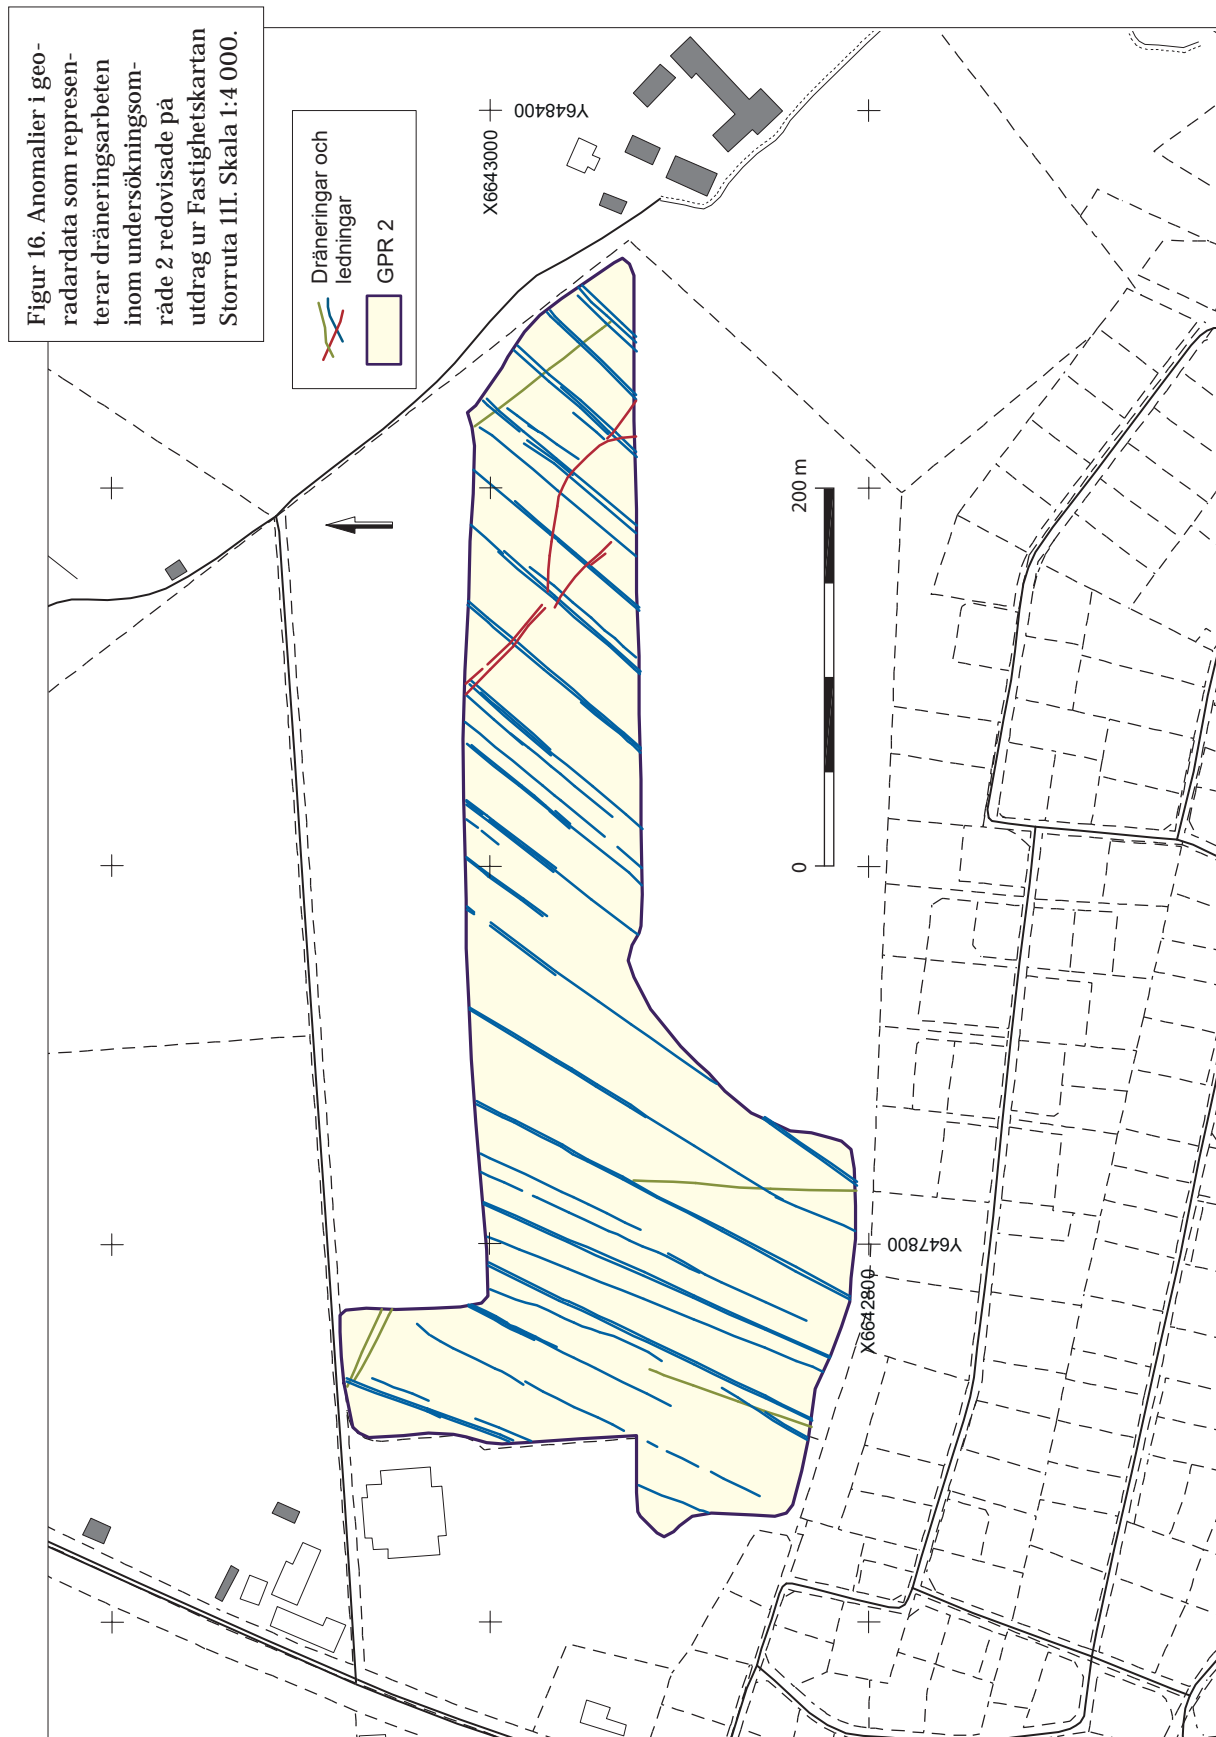 Figur 16. Anomalier i geo-
radardata som represen-
terar dräneringsarbeten
inom undersökningsom-
råde 2 redovisade på
utdrag ur Fastighetskartan
Storruta 11I. Skala 1:4 000.
Dräneringar och
ledningar
GPR 2
X6643000
Y648400
200 m
0
Y647800
X6642800